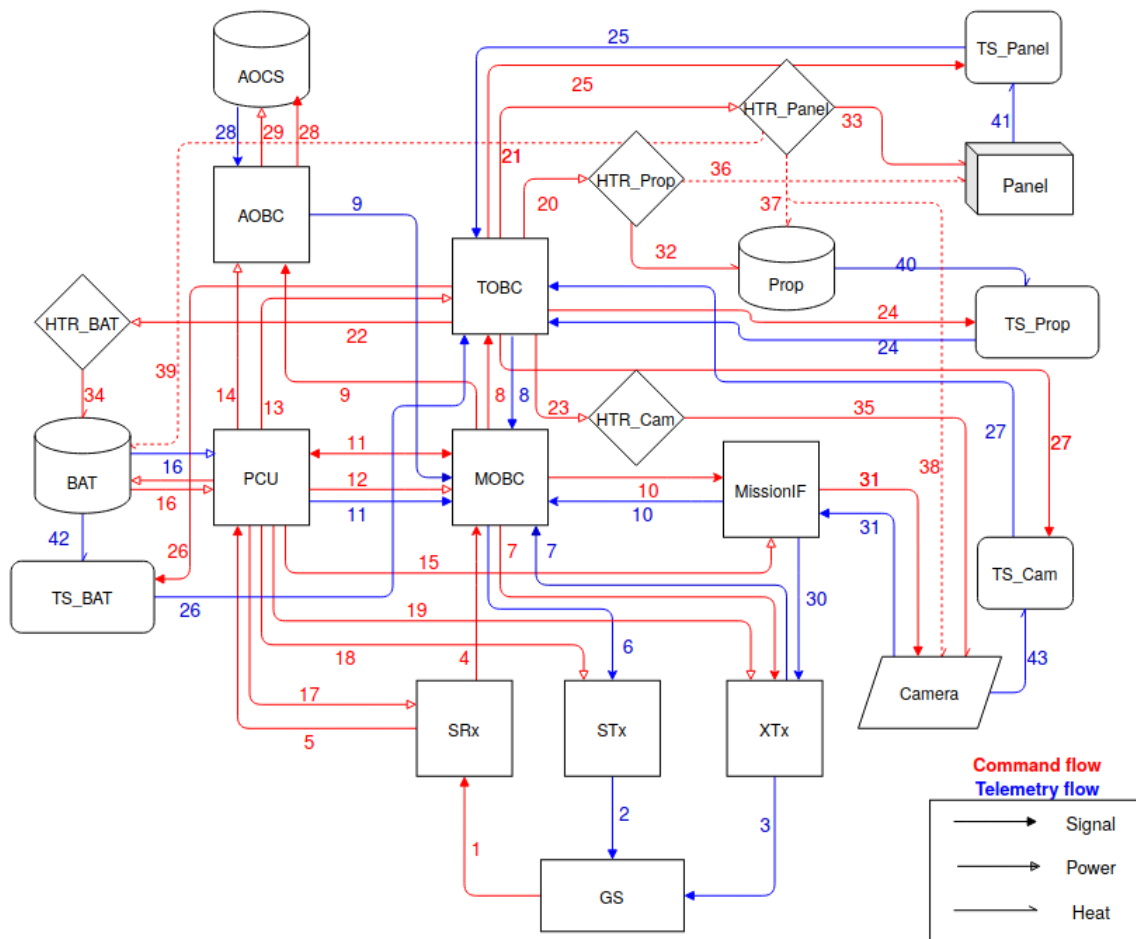 25
TS_Panel
AOCS
25
HTR_Panel
33
41
28
29
28
21
36
Panel
HTR_Prop
20
37
AOBC
9
32
40
TOBC
Prop
HTR_BAT
24
TS_Prop
22
24
39
34
14
13
9
8
8
23
HTR_Cam
35
27
27
11
16
BAT
PCU
12
MOBC
MissionIF
31
38
16
11
10
10
31
42
26
15
7
7
TS_BAT
26
TS_Cam
19
30
18
4
6
43
17
SRx
STx
XTx
Camera
5
Command flow
Telemetry flow
Signal
2
3
1
Power
GS
Heat